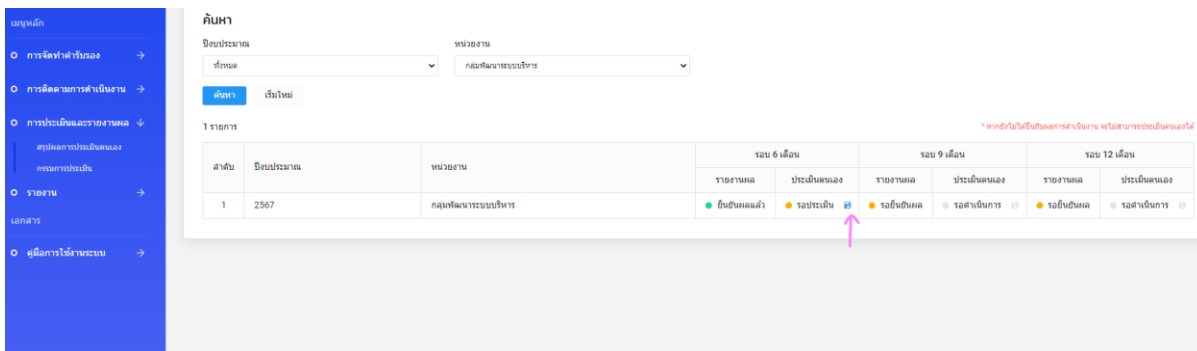 เมนูหลัก
การจัดทำคำรับรอง
การติดตามการดำเนินงาน
การประเมินและรายงานผล
สรุปผลการประเมินตนเอง
กรรมการประเมิน
รายงาน
เอกสาร
คู่มือการใช้งานระบบ
ค้นหา
ปีงบประมาณ หน่วยงาน
ทั้งหมด กลุ่มพัฒนาระบบบริหาร
ค้นหา เริ่มใหม่
1 รายการ * หากยังไม่ได้ยืนยันผลการดำเนินงาน จะไม่สามารถประเมินตนเองได้
ลำดับ ปีงบประมาณ หน่วยงาน รอบ 6 เดือน รอบ 9 เดือน รอบ 12 เดือน
รายงานผล ประเมินตนเอง รายงานผล ประเมินตนเอง รายงานผล ประเมินตนเอง
1 2567 กลุ่มพัฒนาระบบบริหาร ยืนยันผลแล้ว รอประเมิน รอยืนยันผล รอดำเนินการ รอยืนยันผล รอดำเนินการ